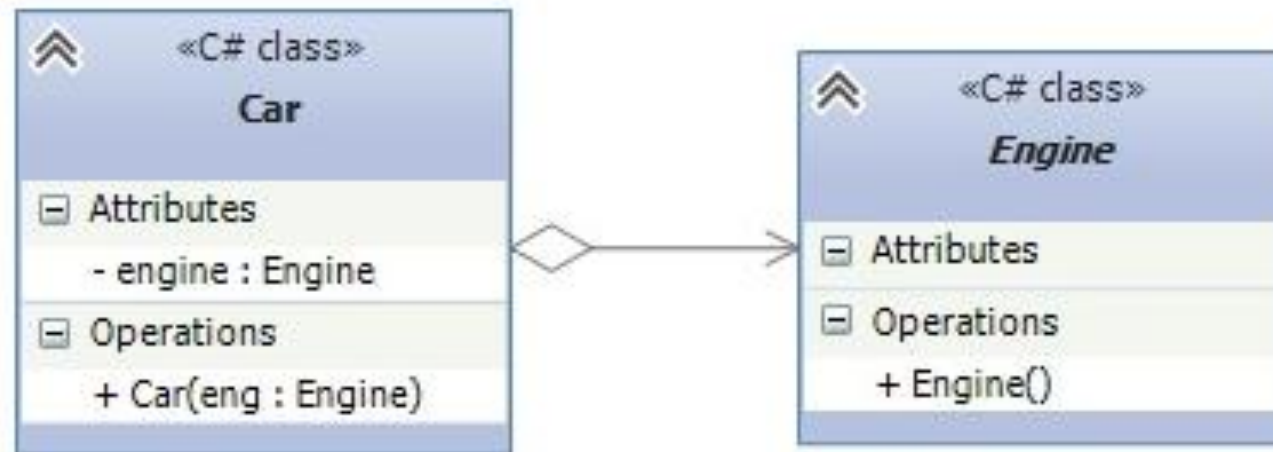 «C# class»
Car
Attributes
- engine : Engine
Operations
+ Car(eng : Engine)
«C# class»
Engine
Attributes
Operations
+ Engine()